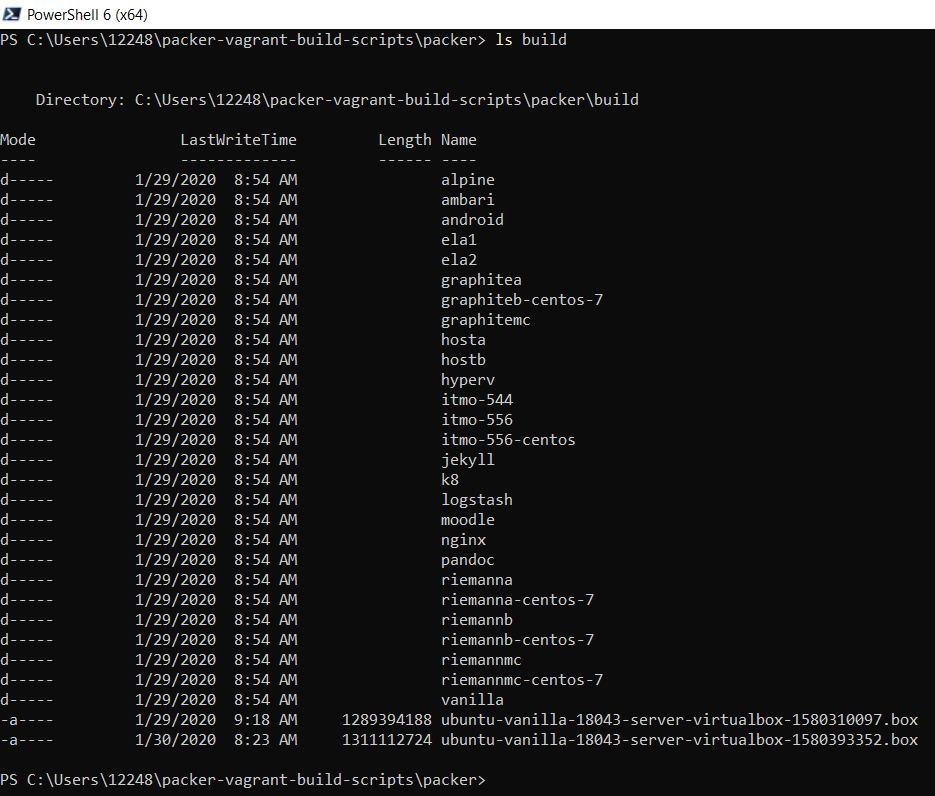 PowerShell 6 (x64)
PS C:\Users\12248\packer-vagrant-build-scripts\packer> ls build
    Directory: C:\Users\12248\packer-vagrant-build-scripts\packer\build
Mode                LastWriteTime         Length Name
----                -------------         ------ ----
d-----         1/29/2020  8:54 AM                alpine
d-----         1/29/2020  8:54 AM                ambari
d-----         1/29/2020  8:54 AM                android
d-----         1/29/2020  8:54 AM                ela1
d-----         1/29/2020  8:54 AM                ela2
d-----         1/29/2020  8:54 AM                graphitea
d-----         1/29/2020  8:54 AM                graphiteb-centos-7
d-----         1/29/2020  8:54 AM                graphitemc
d-----         1/29/2020  8:54 AM                hosta
d-----         1/29/2020  8:54 AM                hostb
d-----         1/29/2020  8:54 AM                hyperv
d-----         1/29/2020  8:54 AM                itmo-544
d-----         1/29/2020  8:54 AM                itmo-556
d-----         1/29/2020  8:54 AM                itmo-556-centos
d-----         1/29/2020  8:54 AM                jekyll
d-----         1/29/2020  8:54 AM                k8
d-----         1/29/2020  8:54 AM                logstash
d-----         1/29/2020  8:54 AM                moodle
d-----         1/29/2020  8:54 AM                nginx
d-----         1/29/2020  8:54 AM                pandoc
d-----         1/29/2020  8:54 AM                riemanna
d-----         1/29/2020  8:54 AM                riemanna-centos-7
d-----         1/29/2020  8:54 AM                riemannb
d-----         1/29/2020  8:54 AM                riemannb-centos-7
d-----         1/29/2020  8:54 AM                riemannmc
d-----         1/29/2020  8:54 AM                riemannmc-centos-7
d-----         1/29/2020  8:54 AM                vanilla
-a----         1/29/2020  9:18 AM     1289394188 ubuntu-vanilla-18043-server-virtualbox-1580310097.box
-a----         1/30/2020  8:23 AM     1311112724 ubuntu-vanilla-18043-server-virtualbox-1580393352.box
PS C:\Users\12248\packer-vagrant-build-scripts\packer>